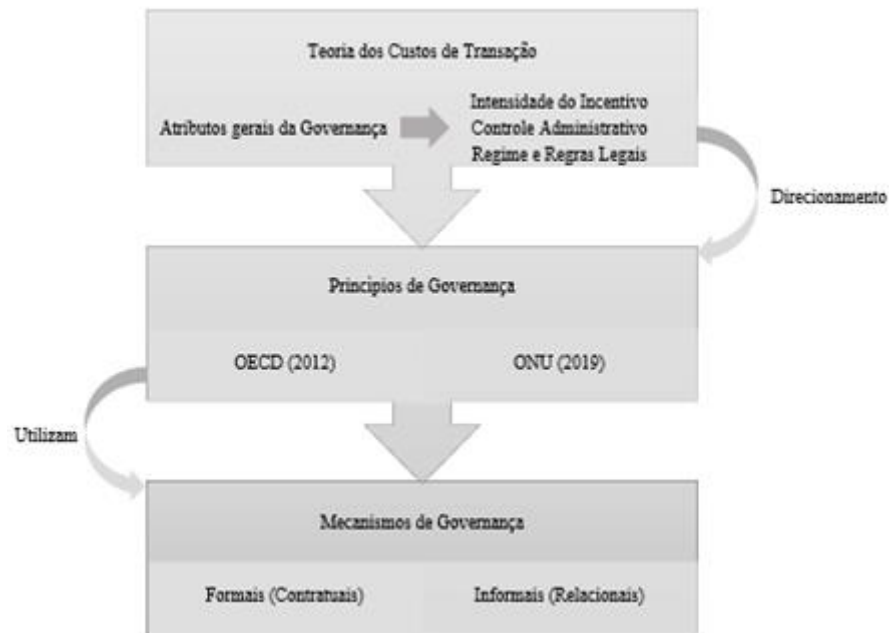 Teoria dos Custos de Transação
Atributos gerais da Governança
Intensidade do Incentivo
Controle Administrativo
Regime e Regras Legais
Direcionamento
Princípios de Governança
OECD (2012)
ONU (2019)
Utilizam
Mecanismos de Governança
Formais (Contratuais)
Informais (Relacionais)